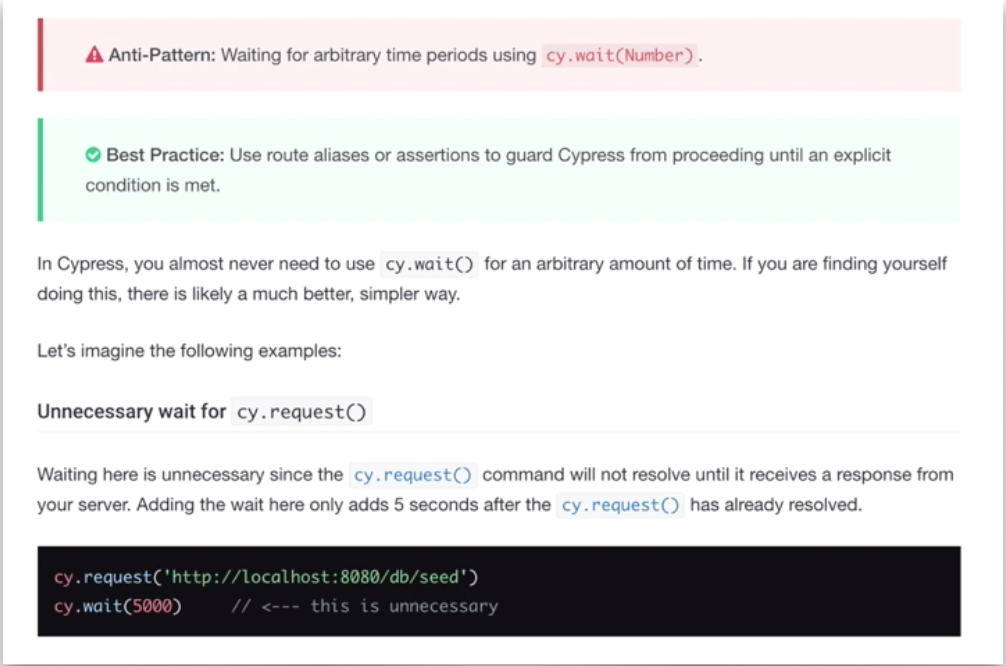 Anti-Pattern: Waiting for arbitrary time periods using cy.wait(Number).
Best Practice: Use route aliases or assertions to guard Cypress from proceeding until an explicit
condition is met.
In Cypress, you almost never need to use cy.wait() for an arbitrary amount of time. If you are finding yourself
doing this, there is likely a much better, simpler way.
Let's imagine the following examples:
Unnecessary wait for cy.request()
Waiting here is unnecessary since the cy.request() command will not resolve until it receives a response from
your server. Adding the wait here only adds 5 seconds after the cy.request() has already resolved.
cy.request('http://localhost:8080/db/seed')
cy.wait(5000)     // <--- this is unnecessary